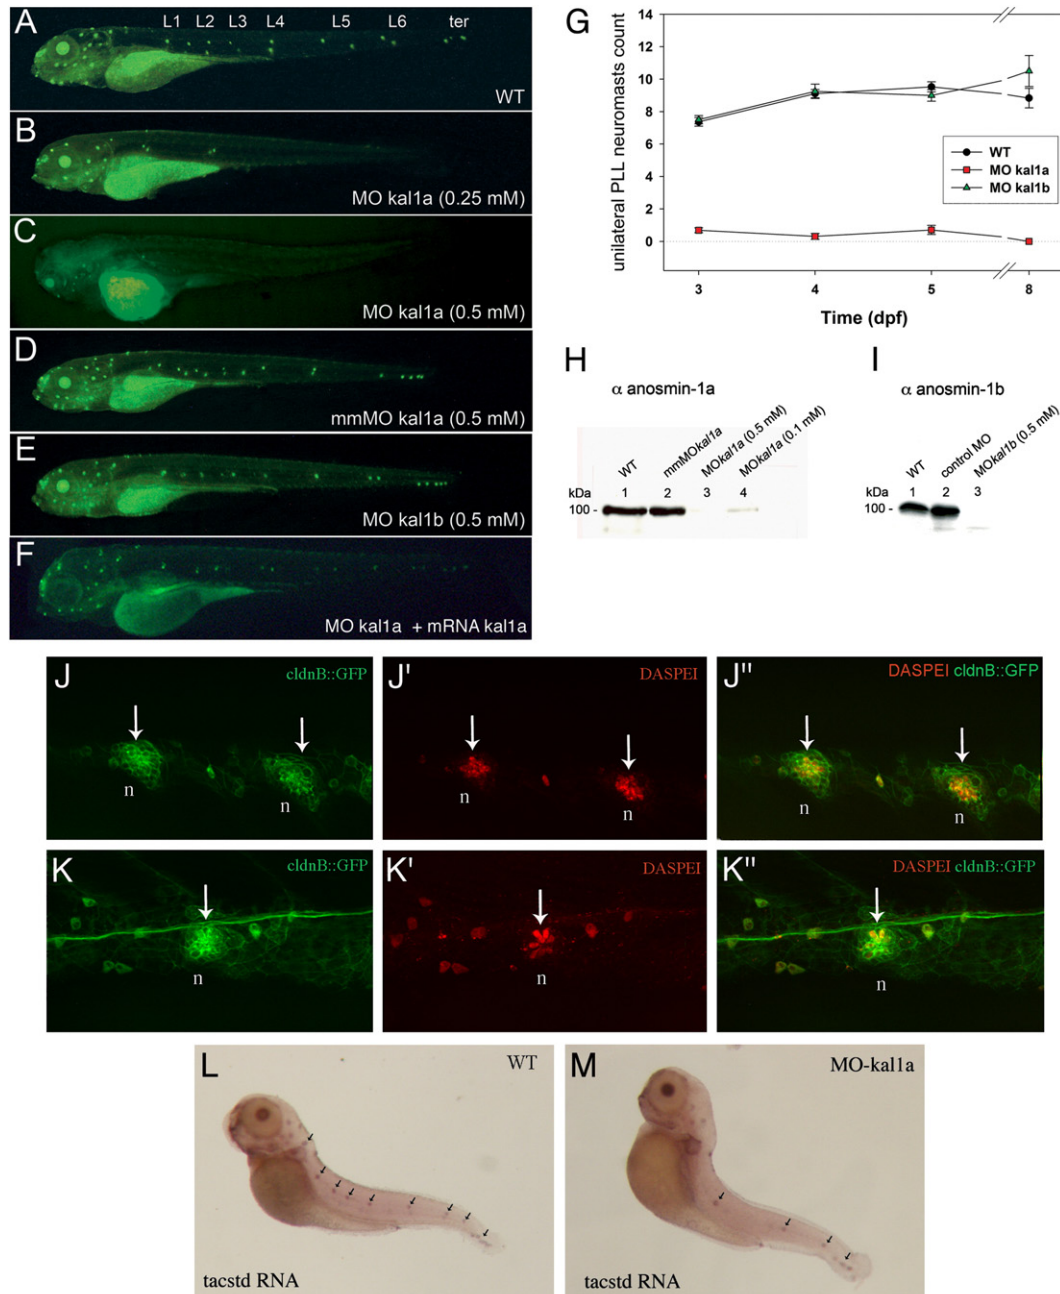 A
L1 L2 L3 L4 L5 L6 ter
WT
B
MO kal1a (0.25 mM)
C
MO kal1a (0.5 mM)
D
mmMO kal1a (0.5 mM)
E
MO kal1b (0.5 mM)
F
MO kal1a + mRNA kal1a
G
unilateral PLL neuromasts count
14
12
10
8
6
4
2
0
WT
MO kal1a
MO kal1b
3 4 5 8
Time (dpf)
H
α anosmin-1a
WT
mmMOkal1a
MOkal1a (0.5 mM)
MOkal1a (0.1 mM)
kDa 1 2 3 4
100 -
I
α anosmin-1b
WT
control MO
MOkal1b (0.5 mM)
kDa 1 2 3
100 -
J
cldnB::GFP
n n
J'
DASPEI
n n
J"
DASPEI cldnB::GFP
n n
K
cldnB::GFP
n
K'
DASPEI
n
K"
DASPEI cldnB::GFP
n
L
WT
tacstd RNA
M
MO-kal1a
tacstd RNA